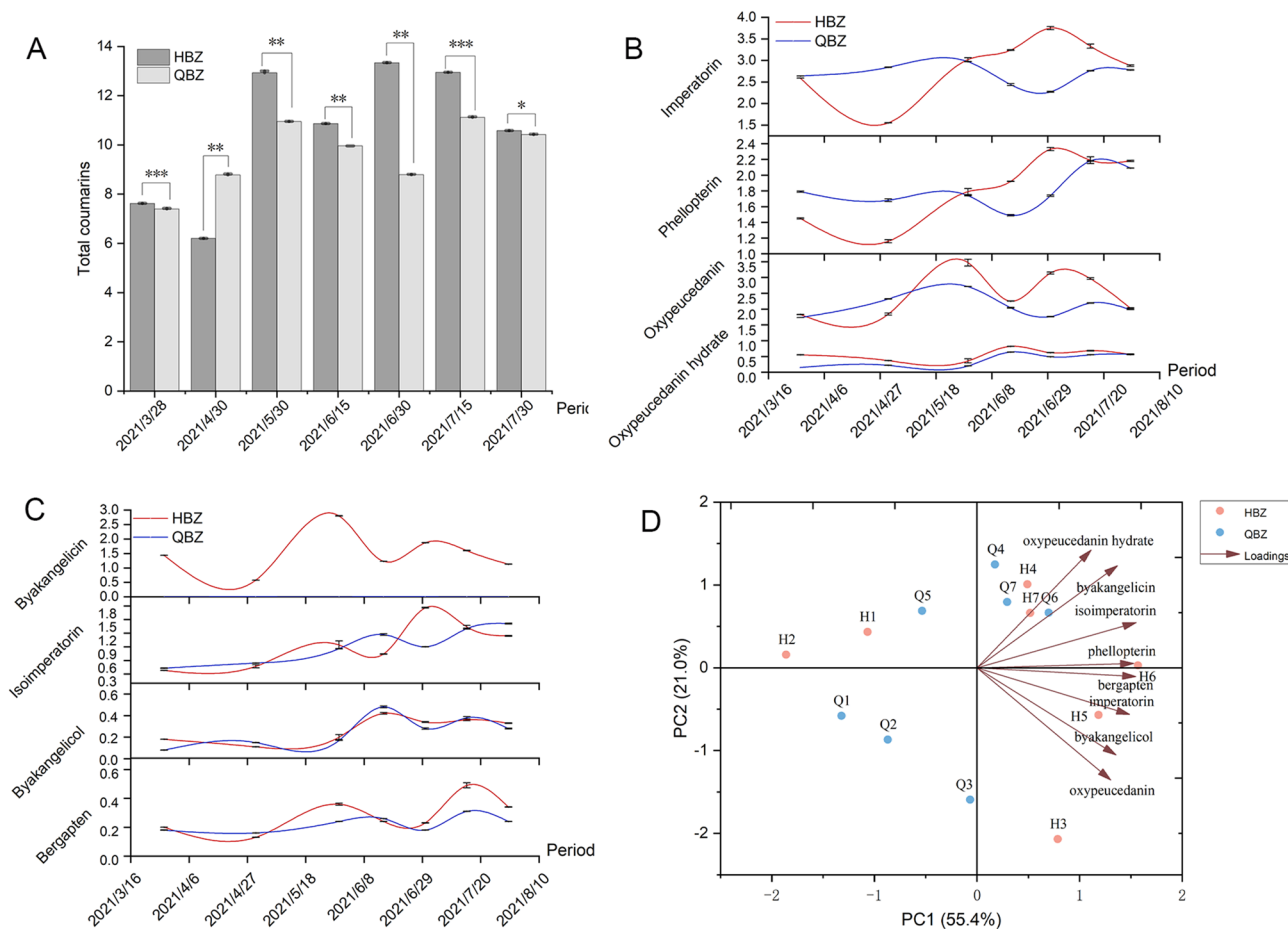 A
HBZ
QBZ
Total coumarins
14
12
10
8
6
4
2
0
***
**
**
**
**
***
*
2021/3/28
2021/4/30
2021/5/30
2021/6/15
2021/6/30
2021/7/15
2021/7/30
Peri
B
HBZ
QBZ
Imperatorin
4.0
3.5
3.0
2.5
2.0
1.5
Phellopterin
2.2
2.0
1.8
1.6
1.4
1.2
1.0
Oxypeucedanin
3.5
3.0
2.5
2.0
1.5
1.0
Oxypeucedanin hydrate
0.5
0.0
Period
2021/3/16
2021/4/6
2021/4/27
2021/5/18
2021/6/8
2021/6/29
2021/7/20
2021/8/10
C
HBZ
QBZ
Byakangelicin
3.0
2.5
2.0
1.5
1.0
0.5
0.0
Isoimperatorin
1.8
1.5
1.2
0.9
0.6
0.3
Byakangelicol
0.6
0.4
0.2
0.0
Bergapten
0.6
0.4
0.2
0.0
Period
2021/3/16
2021/4/6
2021/4/27
2021/5/18
2021/6/8
2021/6/29
2021/7/20
2021/8/10
D
HBZ
QBZ
Loadings
PC2 (21.0%)
2
1
0
-1
-2
Q4
oxypeucedanin hydrate
H4
byakangelicin
Q7
H7
Q6
isoimperatorin
Q5
H1
H2
phellopterin
H6
bergapten
imperatorin
H5
Q1
Q2
byakangelicol
Q3
oxypeucedanin
H3
-2
-1
0
1
2
PC1 (55.4%)